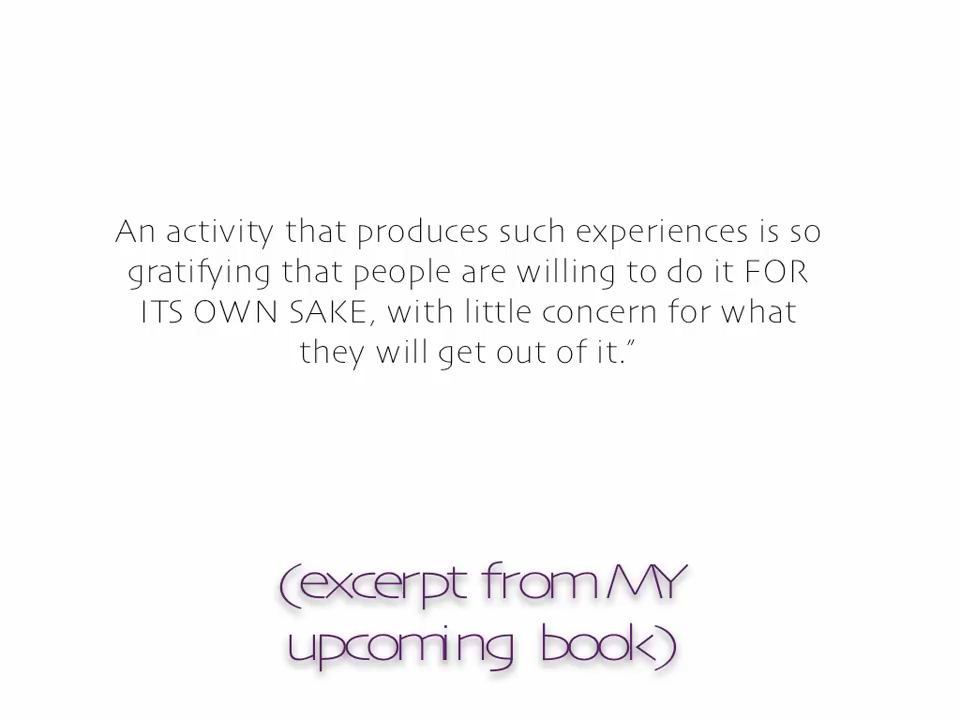 An activity that produces such experiences is so
gratifying that people are willing to do it FOR
ITS OWN SAKE, with little concern for what
they will get out of it.”
(excerpt from MY
upcoming book)